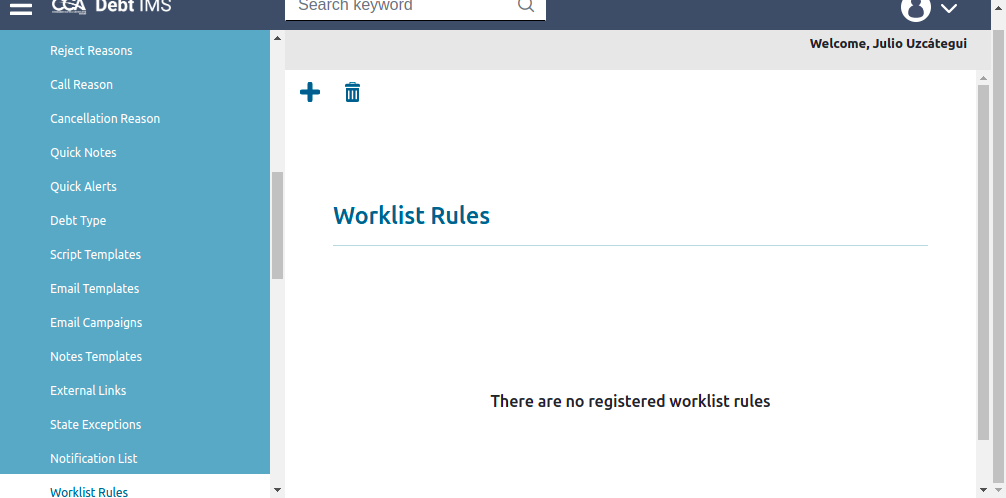 CCA Debt IMS
Search keyword
Welcome, Julio Uzcátegui
Reject Reasons
Call Reason
Cancellation Reason
Quick Notes
Quick Alerts
Debt Type
Script Templates
Email Templates
Email Campaigns
Notes Templates
External Links
State Exceptions
Notification List
Worklist Rules
Worklist Rules
There are no registered worklist rules